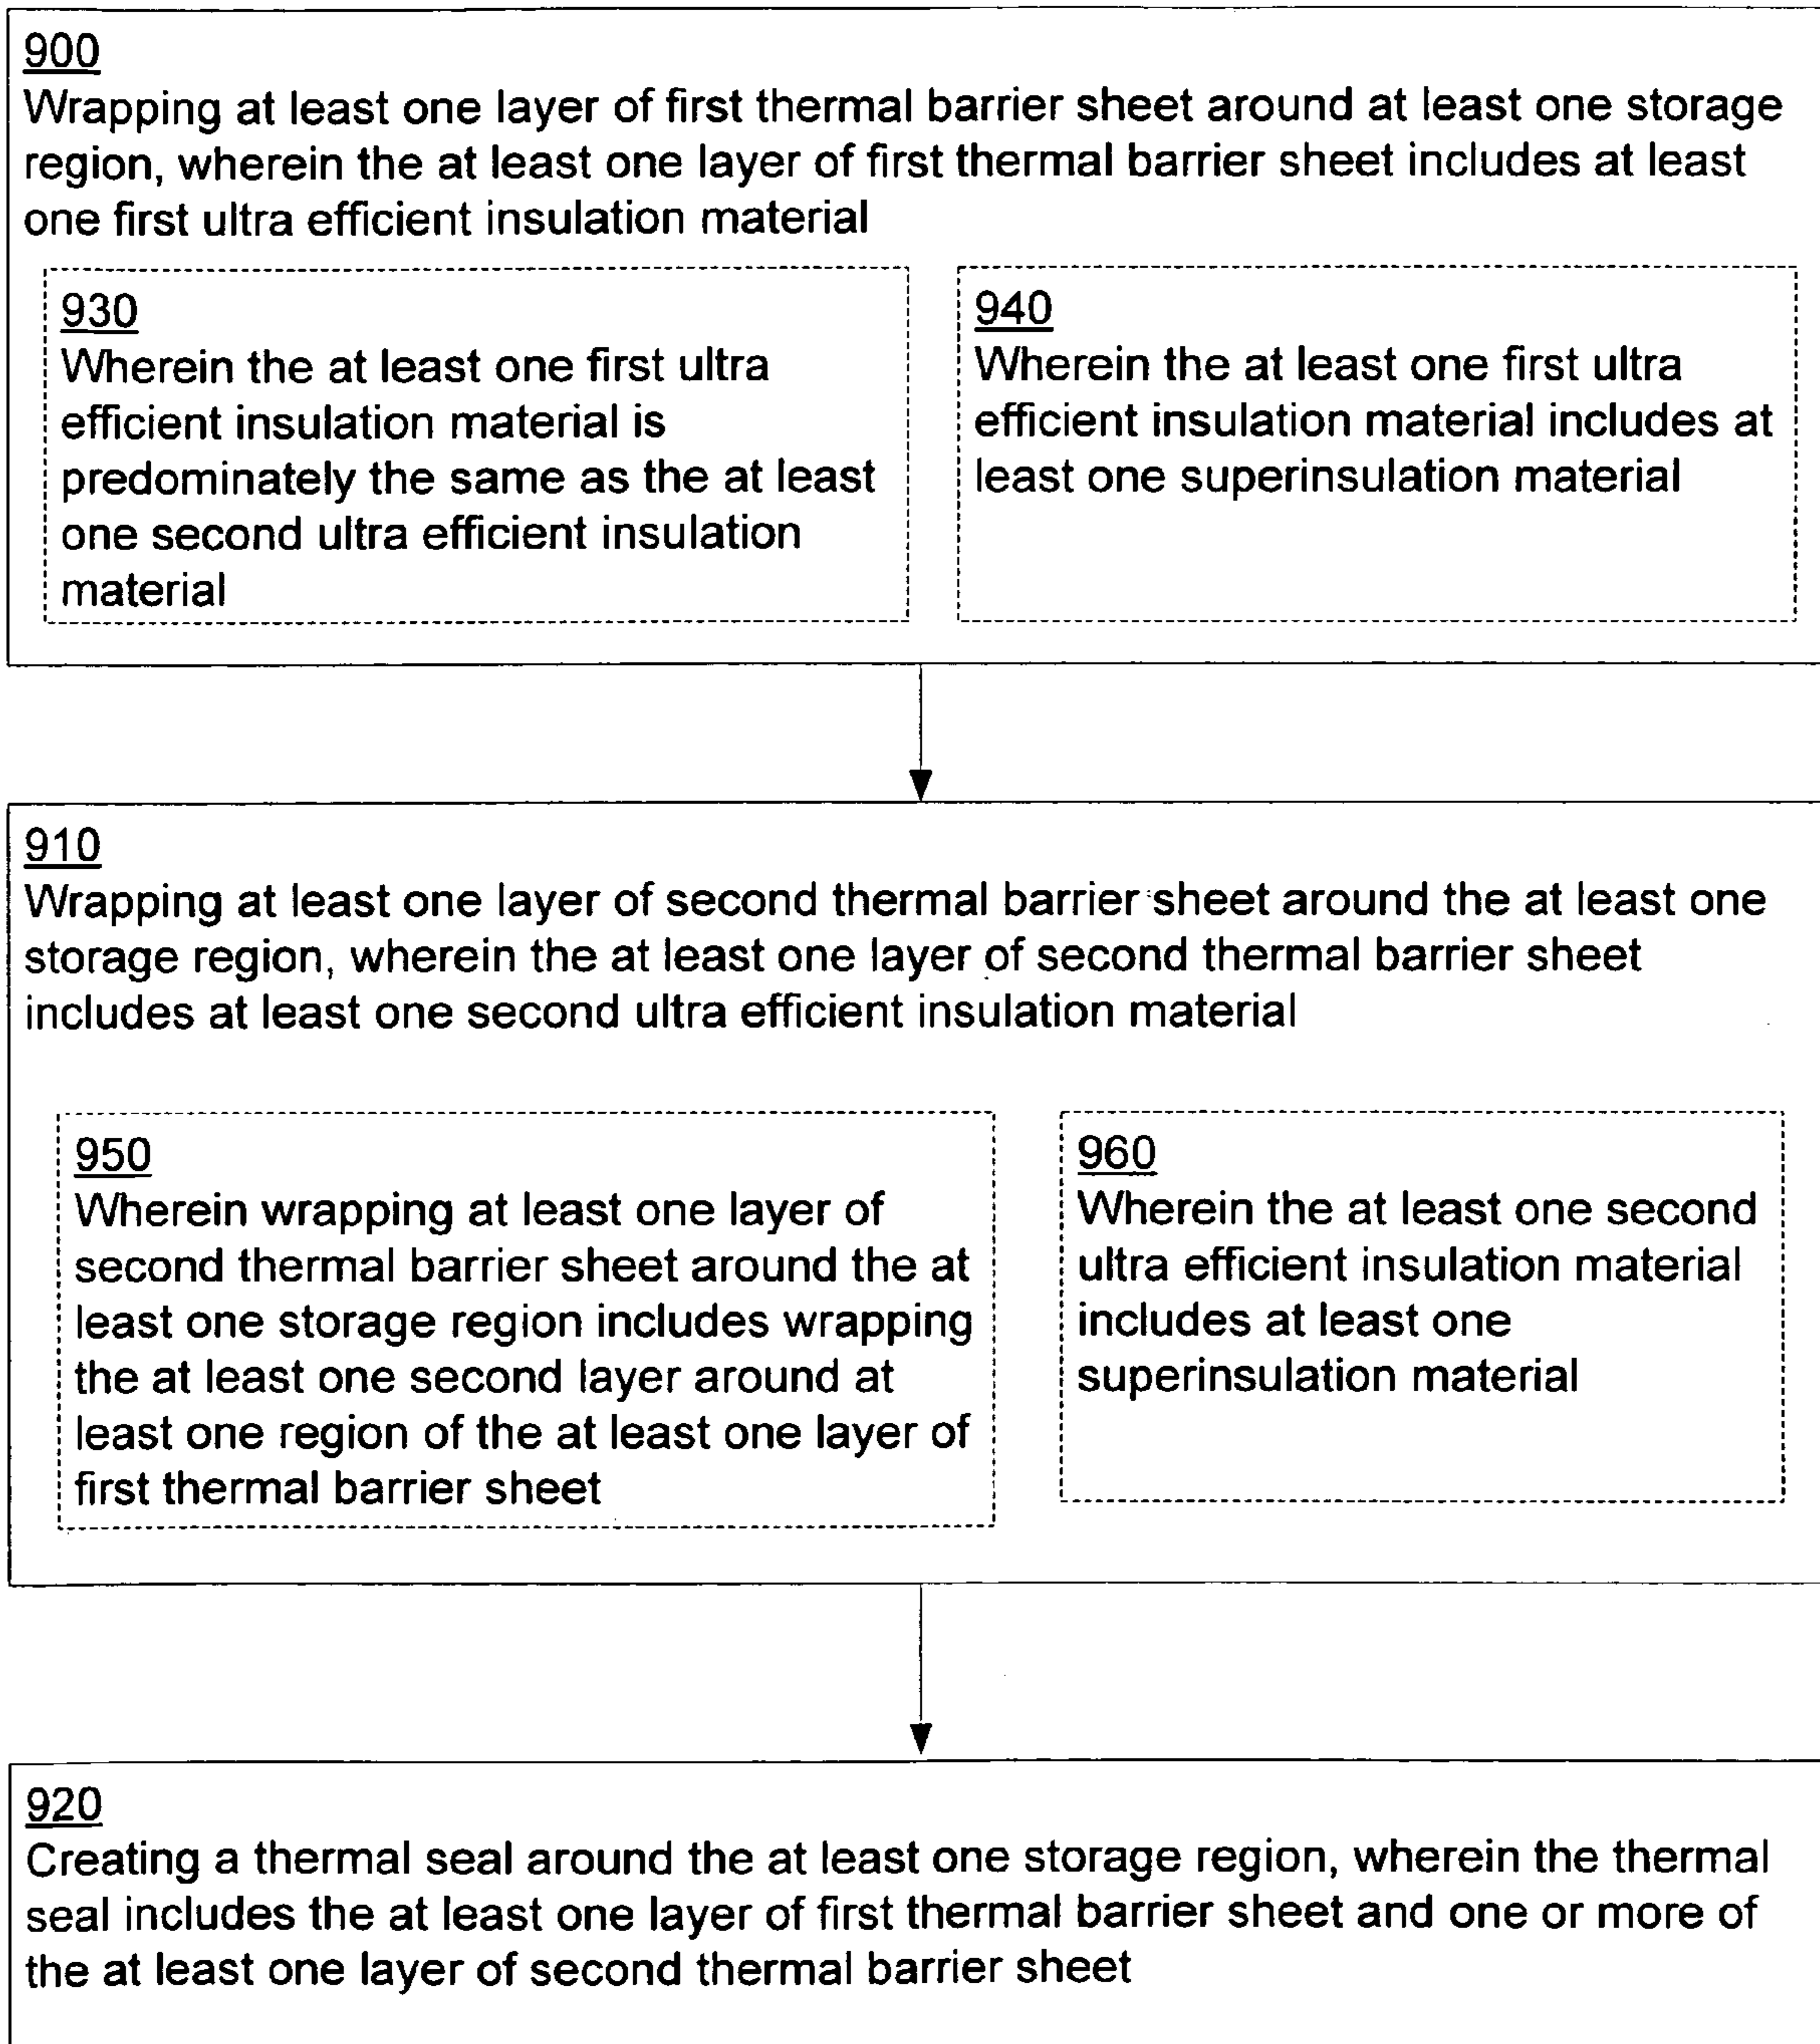 900
Wrapping at least one layer of first thermal barrier sheet around at least one storage
region, wherein the at least one layer of first thermal barrier sheet includes at least
one first ultra efficient insulation material
930
Wherein the at least one first ultra
efficient insulation material is
predominately the same as the at least
one second ultra efficient insulation
material
940
Wherein the at least one first ultra
efficient insulation material includes at
least one superinsulation material
910
Wrapping at least one layer of second thermal barrier sheet around the at least one
storage region, wherein the at least one layer of second thermal barrier sheet
includes at least one second ultra efficient insulation material
950
Wherein wrapping at least one layer of
second thermal barrier sheet around the at
least one storage region includes wrapping
the at least one second layer around at
least one region of the at least one layer of
first thermal barrier sheet
960
Wherein the at least one second
ultra efficient insulation material
includes at least one
superinsulation material
920
Creating a thermal seal around the at least one storage region, wherein the thermal
seal includes the at least one layer of first thermal barrier sheet and one or more of
the at least one layer of second thermal barrier sheet